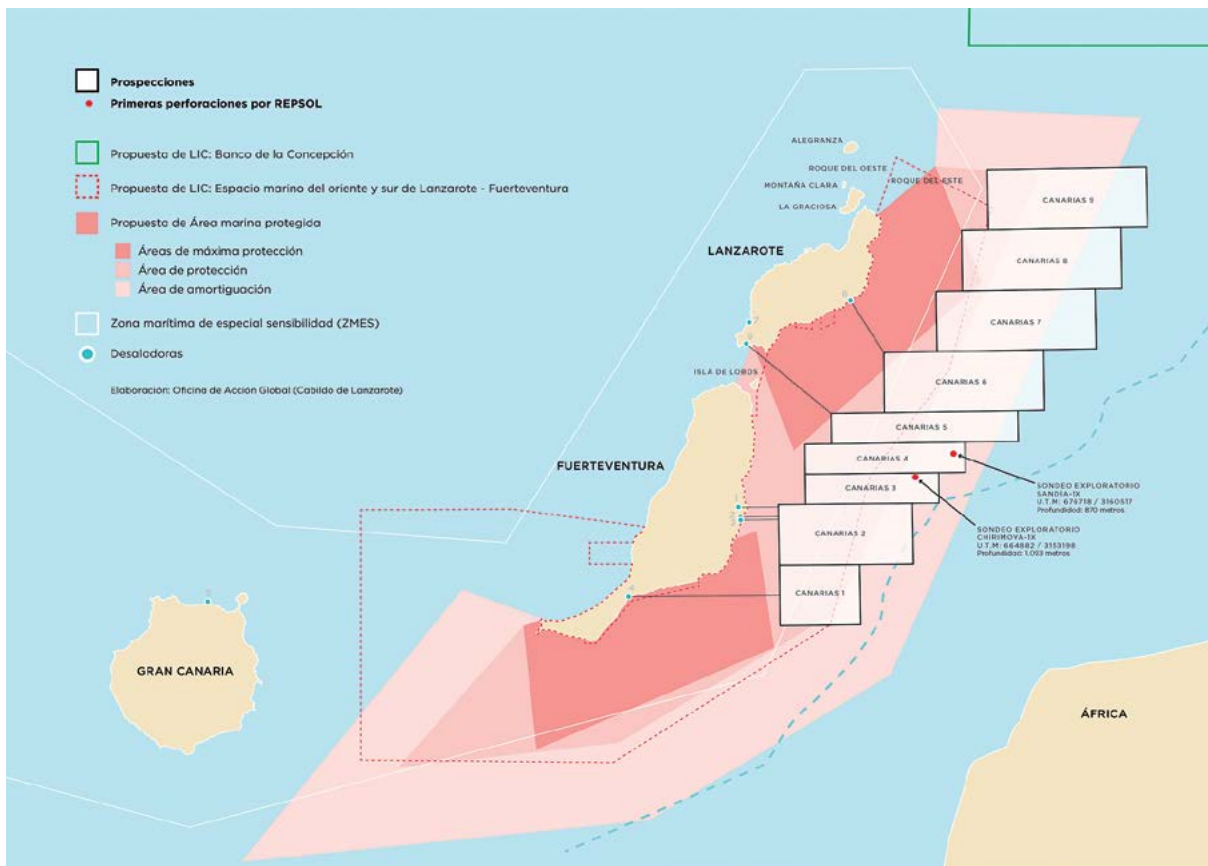 Prospecciones
Primeras perforaciones por REPSOL
Propuesta de LIC: Banco de la Concepción
Propuesta de LIC: Espacio marino del oriente y sur de Lanzarote - Fuerteventura
Propuesta de Área marina protegida
Áreas de máxima protección
Área de protección
Área de amortiguación
Zona marítima de especial sensibilidad (ZMES)
Desaladoras
Elaboración: Oficina de Acción Global (Cabildo de Lanzarote)
ALEGRANZA
ROQUE DEL OESTE
ROQUE DEL ESTE
MONTAÑA CLARA
LA GRACIOSA
LANZAROTE
ISLA DE LOBOS
FUERTEVENTURA
GRAN CANARIA
ÁFRICA
CANARIAS 9
CANARIAS 8
CANARIAS 7
CANARIAS 6
CANARIAS 5
CANARIAS 4
CANARIAS 3
CANARIAS 2
CANARIAS 1
SONDEO EXPLORATORIO
SANDÍA-1X
U.T.M: 676718 / 3160517
Profundidad: 870 metros
SONDEO EXPLORATORIO
CHIRIMOYA-1X
U.T.M: 664882 / 3153198
Profundidad: 1.093 metros